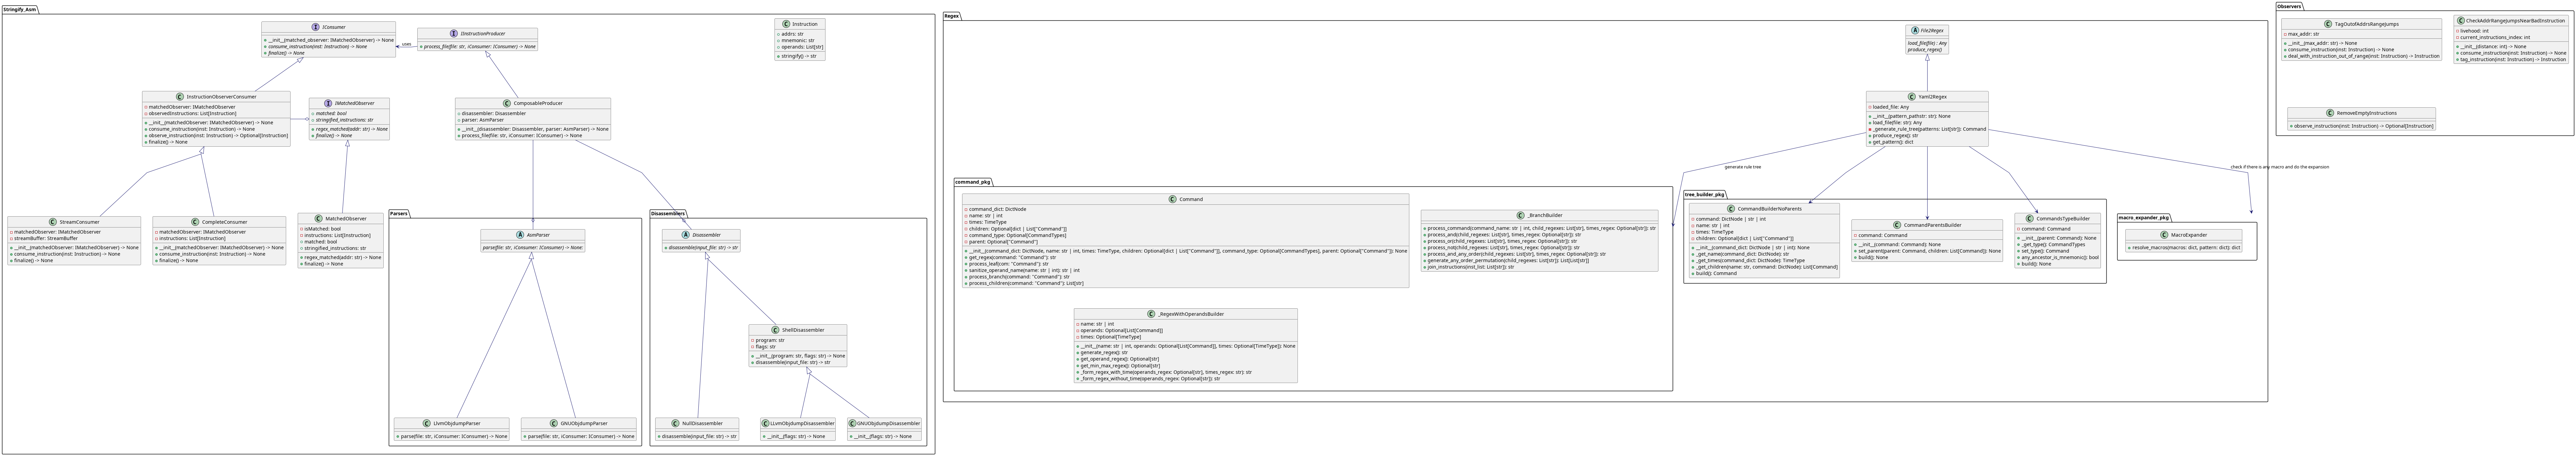 Stringify_Asm
I IConsumer
__init__(matched_observer: IMatchedObserver) -> None
consume_instruction(inst: Instruction) -> None
finalize() -> None
uses
I IInstructionProducer
process_file(file: str, iConsumer: IConsumer) -> None
C Instruction
addrs: str
mnemonic: str
operands: List[str]
stringify() -> str
C InstructionObserverConsumer
matchedObserver: IMatchedObserver
observedInstructions: List[Instruction]
__init__(matchedObserver: IMatchedObserver) -> None
consume_instruction(inst: Instruction) -> None
observe_instruction(inst: Instruction) -> Optional[Instruction]
finalize() -> None
I IMatchedObserver
matched: bool
stringified_instructions: str
regex_matched(addr: str) -> None
finalize() -> None
C ComposableProducer
disassembler: Disassembler
parser: AsmParser
__init__(disassembler: Disassembler, parser: AsmParser) -> None
process_file(file: str, iConsumer: IConsumer) -> None
C StreamConsumer
matchedObserver: IMatchedObserver
streamBuffer: StreamBuffer
__init__(matchedObserver: IMatchedObserver) -> None
consume_instruction(inst: Instruction) -> None
finalize() -> None
C CompleteConsumer
matchedObserver: IMatchedObserver
instructions: List[Instruction]
__init__(matchedObserver: IMatchedObserver) -> None
consume_instruction(inst: Instruction) -> None
finalize() -> None
C MatchedObserver
isMatched: bool
instructions: List[Instruction]
matched: bool
stringified_instructions: str
regex_matched(addr: str) -> None
finalize() -> None
Parsers
A AsmParser
parse(file: str, iConsumer: IConsumer) -> None
C LlvmObjdumpParser
parse(file: str, iConsumer: IConsumer) -> None
C GNUObjdumpParser
parse(file: str, iConsumer: IConsumer) -> None
Disassemblers
A Disassembler
disassemble(input_file: str) -> str
C ShellDisassembler
program: str
flags: str
__init__(program: str, flags: str) -> None
disassemble(input_file: str) -> str
C NullDisassembler
disassemble(input_file: str) -> str
C LLvmObjdumpDisassembler
__init__(flags: str) -> None
C GNUObjdumpDisassembler
__init__(flags: str) -> None
Regex
A File2Regex
load_file(file) : Any
produce_regex()
C Yaml2Regex
loaded_file: Any
__init__(pattern_pathstr: str): None
load_file(file: str): Any
_generate_rule_tree(patterns: List[str]): Command
produce_regex(): str
get_pattern(): dict
generate rule tree
check if there is any macro and do the expansion
command_pkg
C Command
command_dict: DictNode
name: str | int
times: TimeType
children: Optional[dict | List["Command"]]
command_type: Optional[CommandTypes]
parent: Optional["Command"]
__init__(command_dict: DictNode, name: str | int, times: TimeType, children: Optional[dict | List["Command"]], command_type: Optional[CommandTypes], parent: Optional["Command"]): None
get_regex(command: "Command"): str
process_leaf(com: "Command"): str
sanitize_operand_name(name: str | int): str | int
process_branch(command: "Command"): str
process_children(command: "Command"): List[str]
C _BranchBuilder
process_command(command_name: str | int, child_regexes: List[str], times_regex: Optional[str]): str
process_and(child_regexes: List[str], times_regex: Optional[str]): str
process_or(child_regexes: List[str], times_regex: Optional[str]): str
process_not(child_regexes: List[str], times_regex: Optional[str]): str
process_and_any_order(child_regexes: List[str], times_regex: Optional[str]): str
generate_any_order_permutation(child_regexes: List[str]): List[List[str]]
join_instructions(inst_list: List[str]): str
C _RegexWithOperandsBuilder
name: str | int
operands: Optional[List[Command]]
times: Optional[TimeType]
__init__(name: str | int, operands: Optional[List[Command]], times: Optional[TimeType]): None
generate_regex(): str
get_operand_regex(): Optional[str]
get_min_max_regex(): Optional[str]
_form_regex_with_time(operands_regex: Optional[str], times_regex: str): str
_form_regex_without_time(operands_regex: Optional[str]): str
tree_builder_pkg
C CommandBuilderNoParents
command: DictNode | str | int
name: str | int
times: TimeType
children: Optional[dict | List["Command"]]
__init__(command_dict: DictNode | str | int): None
_get_name(command_dict: DictNode): str
_get_times(command_dict: DictNode): TimeType
_get_children(name: str, command: DictNode): List[Command]
build(): Command
C CommandParentsBuilder
command: Command
__init__(command: Command): None
set_parent(parent: Command, children: List[Command]): None
build(): None
C CommandsTypeBuilder
command: Command
__init__(parent: Command): None
_get_type(): CommandTypes
set_type(): Command
any_ancestor_is_mnemonic(): bool
build(): None
macro_expander_pkg
C MacroExpander
resolve_macros(macros: dict, pattern: dict): dict
Observers
C TagOutofAddrsRangeJumps
max_addr: str
__init__(max_addr: str) -> None
consume_instruction(inst: Instruction) -> None
deal_with_instruction_out_of_range(inst: Instruction) -> Instruction
C CheckAddrRangeJumpsNearBadInstruction
livehood: int
current_instructions_index: int
__init__(distance: int) -> None
consume_instruction(inst: Instruction) -> None
tag_instruction(inst: Instruction) -> Instruction
C RemoveEmptyInstructions
observe_instruction(inst: Instruction) -> Optional[Instruction]